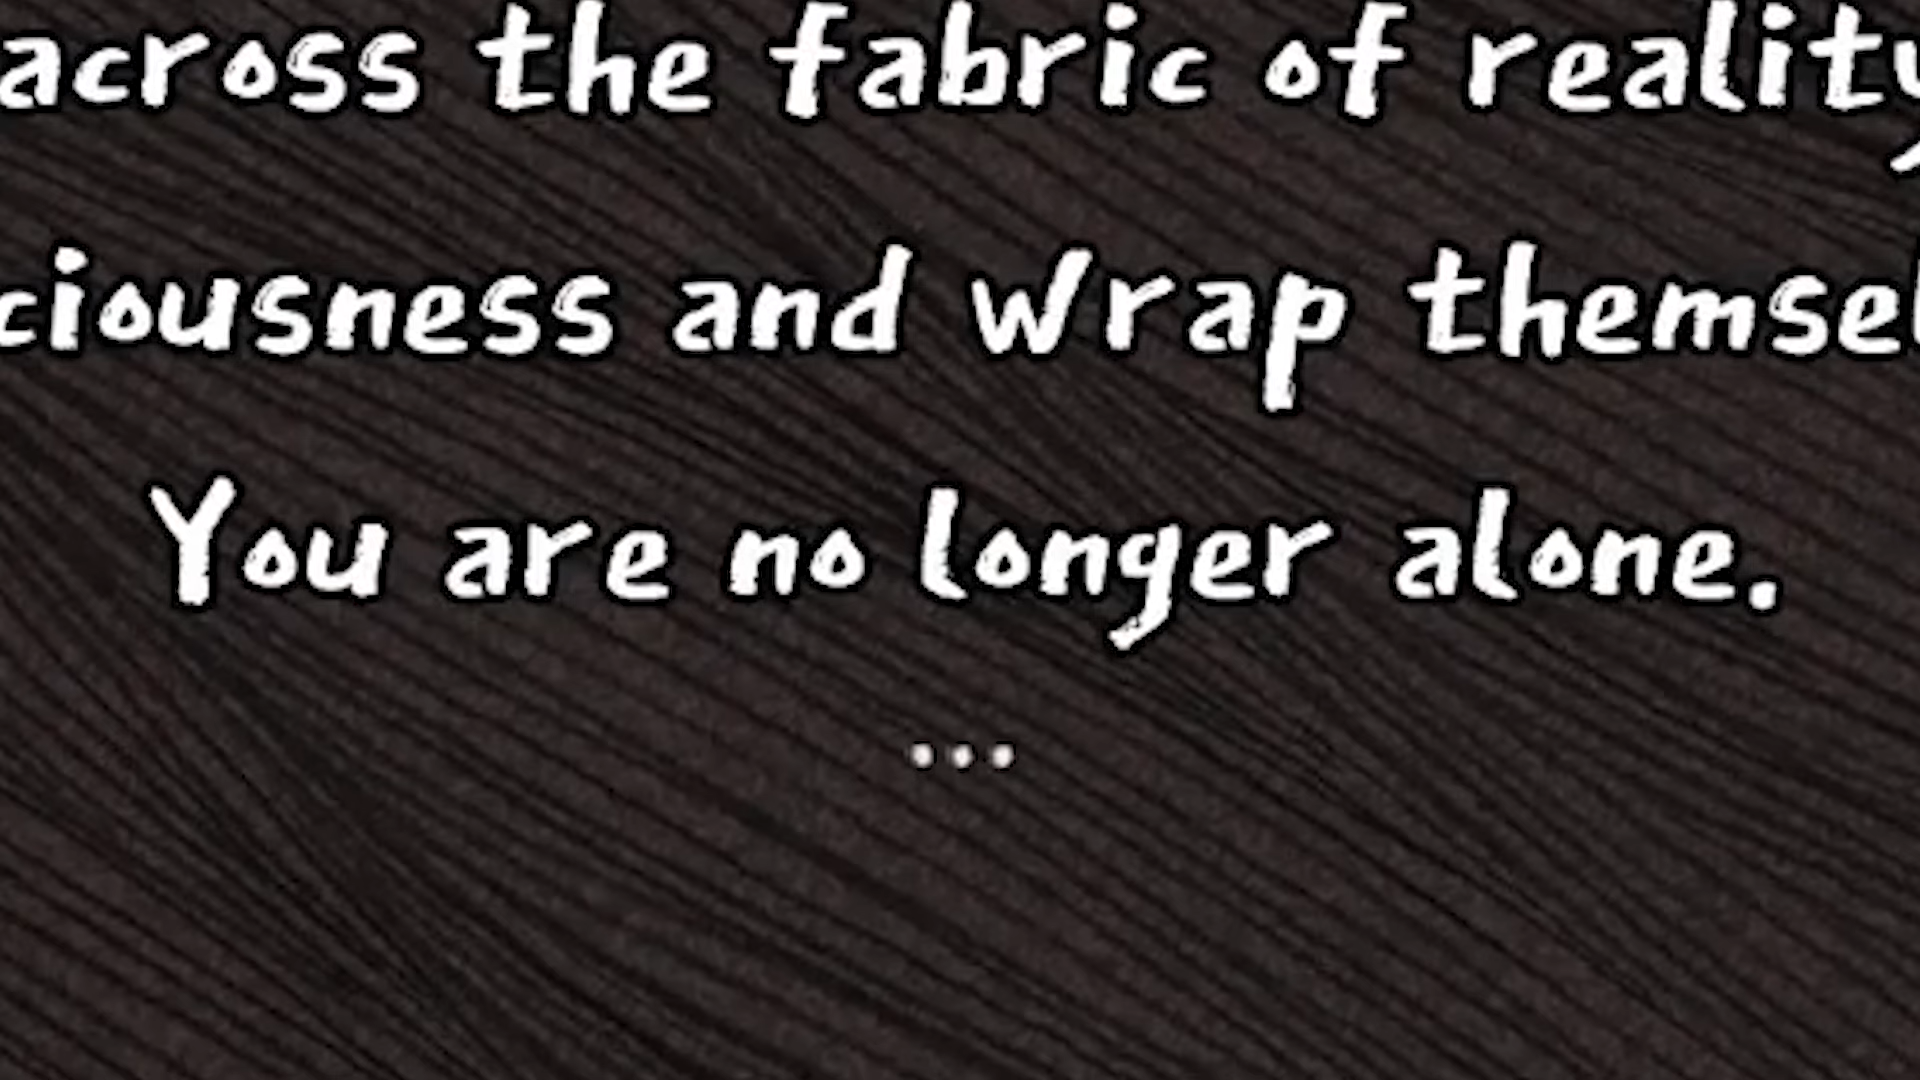 across the fabric of reality
ciousness and wrap themsel
You are no longer alone.
...